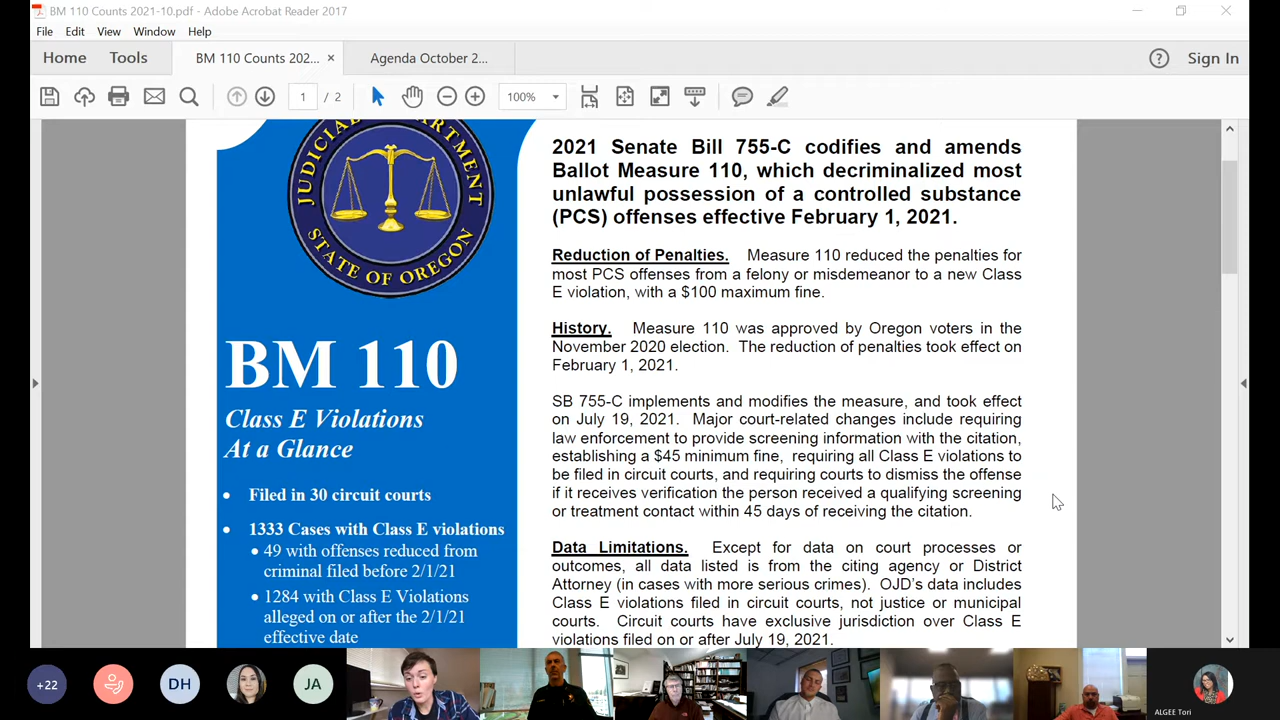 BM 110 Counts 2021-10.pdf - Adobe Acrobat Reader 2017
File Edit View Window Help
Home Tools BM 110 Counts 202... × Agenda October 2... ? Sign In
1 / 2 100%
JUDICIAL DEPARTMENT
STATE OF OREGON
BM 110
Class E Violations
At a Glance
• Filed in 30 circuit courts
• 1333 Cases with Class E violations
• 49 with offenses reduced from
criminal filed before 2/1/21
• 1284 with Class E Violations
alleged on or after the 2/1/21
effective date
2021 Senate Bill 755-C codifies and amends
Ballot Measure 110, which decriminalized most
unlawful possession of a controlled substance
(PCS) offenses effective February 1, 2021.
Reduction of Penalties. Measure 110 reduced the penalties for
most PCS offenses from a felony or misdemeanor to a new Class
E violation, with a $100 maximum fine.
History. Measure 110 was approved by Oregon voters in the
November 2020 election. The reduction of penalties took effect on
February 1, 2021.
SB 755-C implements and modifies the measure, and took effect
on July 19, 2021. Major court-related changes include requiring
law enforcement to provide screening information with the citation,
establishing a $45 minimum fine, requiring all Class E violations to
be filed in circuit courts, and requiring courts to dismiss the offense
if it receives verification the person received a qualifying screening
or treatment contact within 45 days of receiving the citation.
Data Limitations. Except for data on court processes or
outcomes, all data listed is from the citing agency or District
Attorney (in cases with more serious crimes). OJD's data includes
Class E violations filed in circuit courts, not justice or municipal
courts. Circuit courts have exclusive jurisdiction over Class E
violations filed on or after July 19, 2021.
+22 DH JA
ALGEE Tori